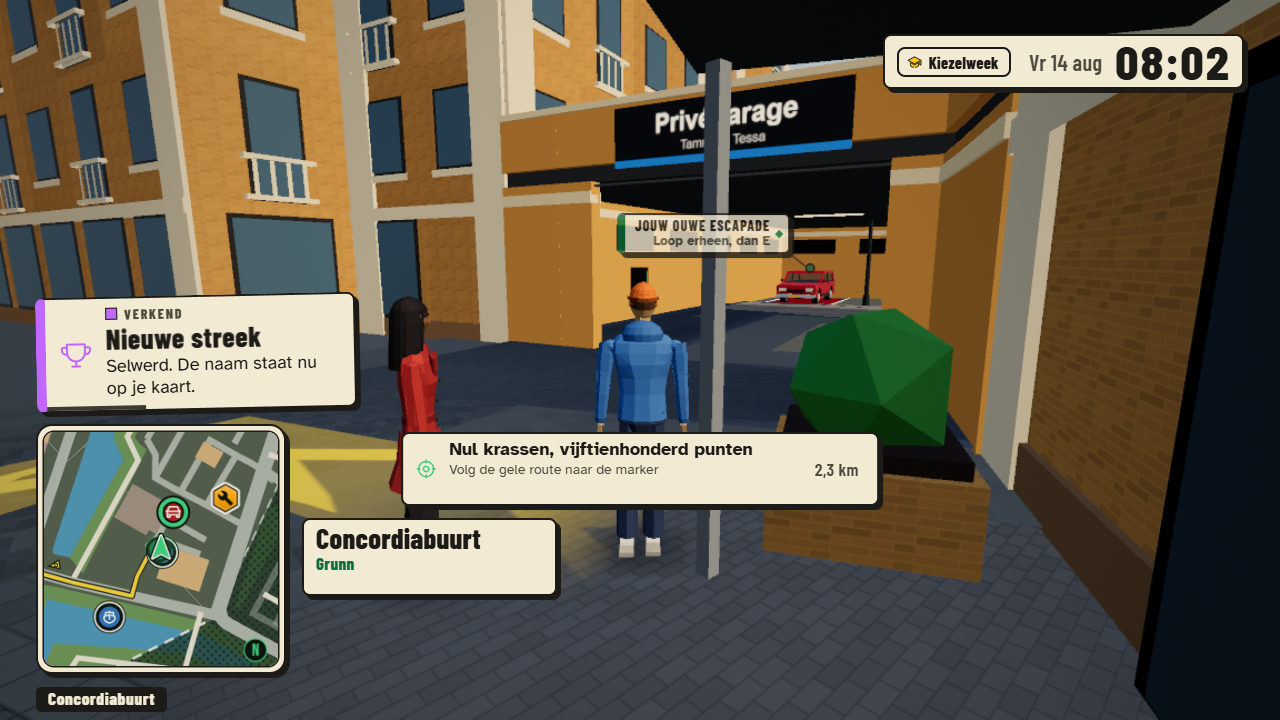 Kiezelweek
Vr 14 aug
08:02
Privé arage
Tam Tessa
JOUW OUWE ESCAPADE
Loop erheen, dan E
VERKEND
Nieuwe streek
Selwerd. De naam staat nu
op je kaart.
Nul krassen, vijftienhonderd punten
Volg de gele route naar de marker
2,3 km
Concordiabuurt
Grunn
N
Concordiabuurt